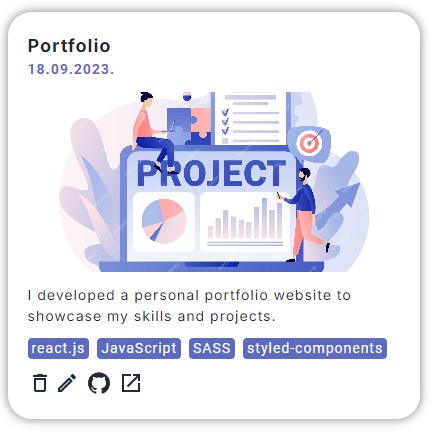 Portfolio
18.09.2023.
PROJECT
I developed a personal portfolio website to
showcase my skills and projects.
react.js JavaScript SASS styled-components